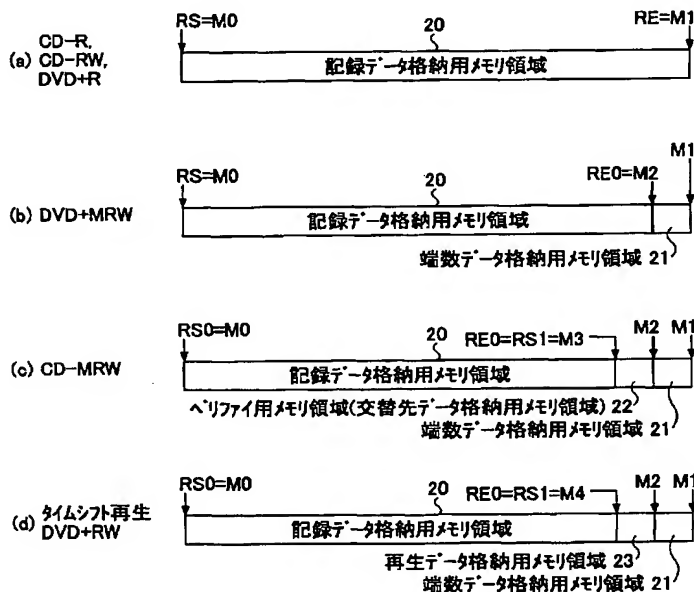 RS=M0 20 RE=M1
(a) CD-R, CD-RW, DVD+R
記録データ格納用メモリ領域
M1
RS=M0 20 RE0=M2
(b) DVD+MRW
記録データ格納用メモリ領域
端数データ格納用メモリ領域 21
RS0=M0 20 RE0=RS1=M3 M2 M1
(c) CD-MRW
記録データ格納用メモリ領域
ベリファイ用メモリ領域(交替先データ格納用メモリ領域) 22
端数データ格納用メモリ領域 21
RS0=M0 20 RE0=RS1=M4 M2 M1
(d) タイムシフト再生 DVD+RW
記録データ格納用メモリ領域
再生データ格納用メモリ領域 23
端数データ格納用メモリ領域 21